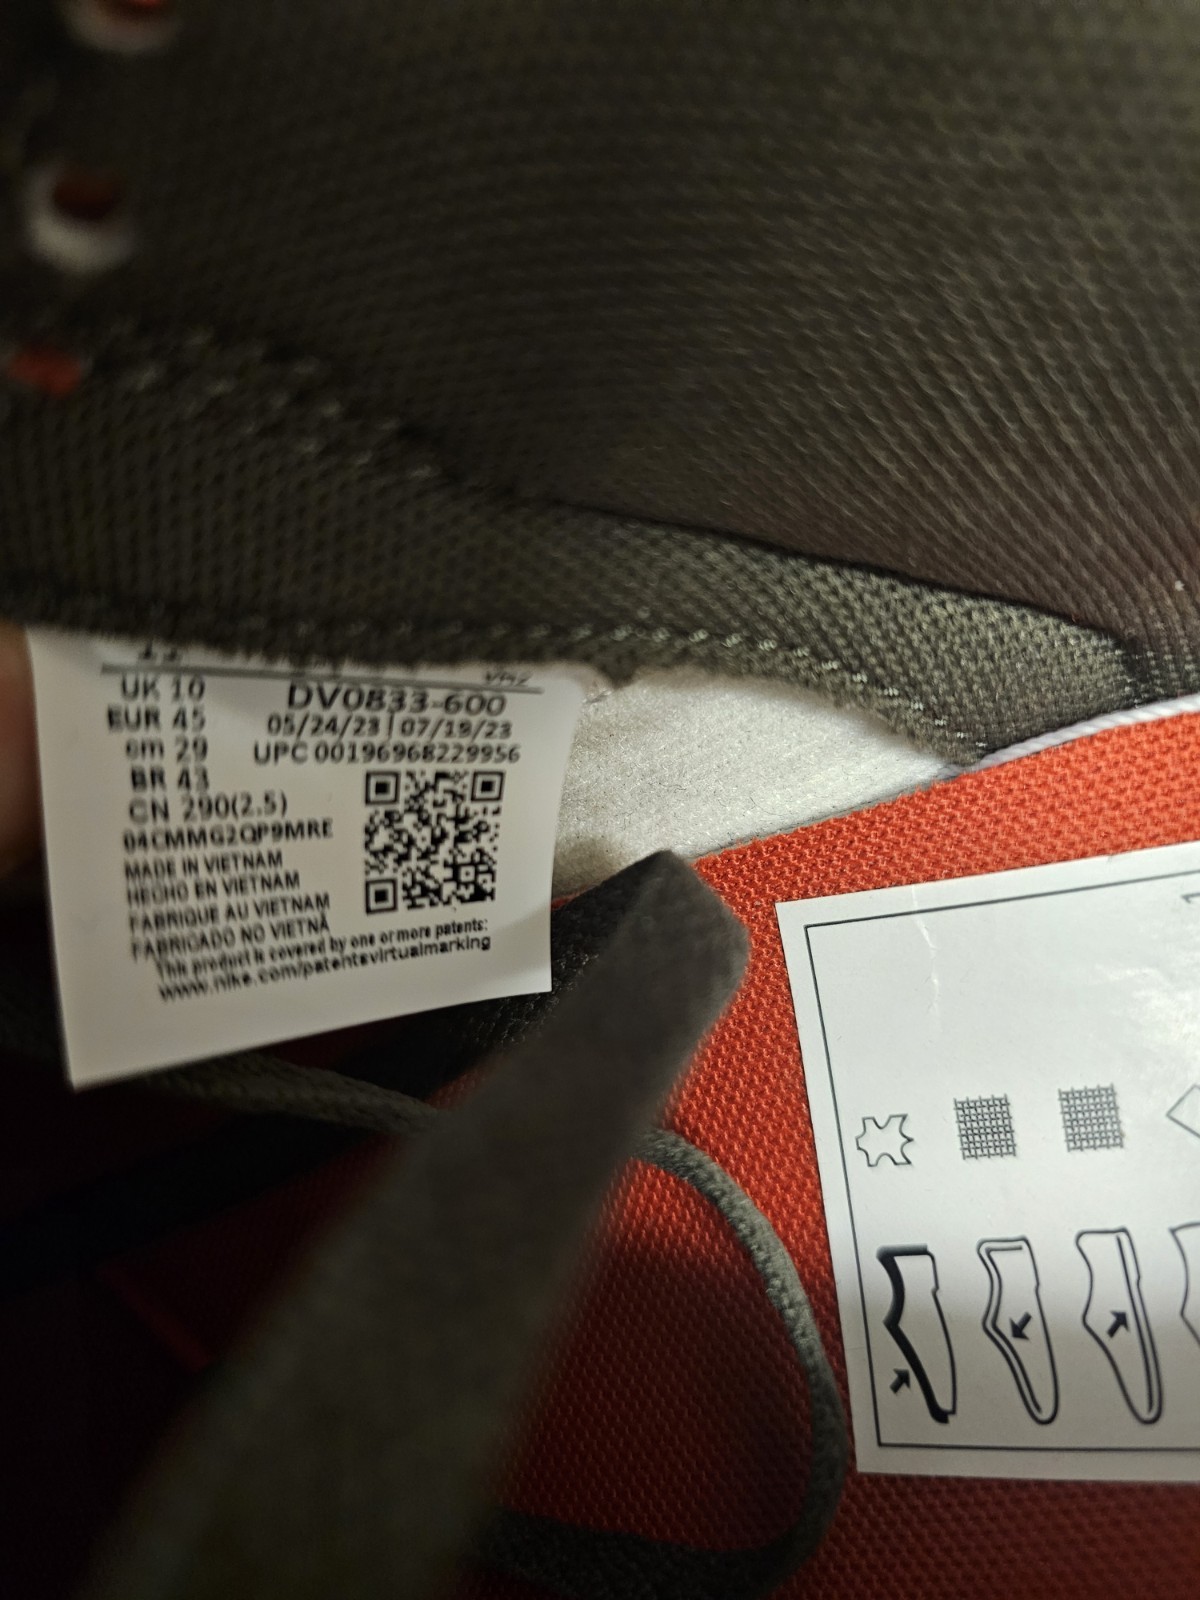 UK 10
EUR 45
cm 29
BR 43
CN 290(2.5)
04CMMG2QP9MRE
VN2
DV0833-600
05/24/23 | 07/19/23
UPC 00196968229956
MADE IN VIETNAM
HECHO EN VIETNAM
FABRIQUE AU VIETNAM
FABRICADO NO VIETNÃ
This product is covered by one or more patents:
www.nike.com/patentsvirtualmarking